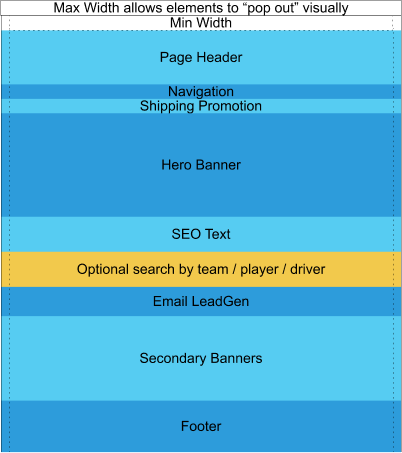 Max Width allows elements to “pop out” visually
Min Width
Page Header
Navigation
Shipping Promotion
Hero Banner
SEO Text
Optional search by team / player / driver
Email LeadGen
Secondary Banners
Footer